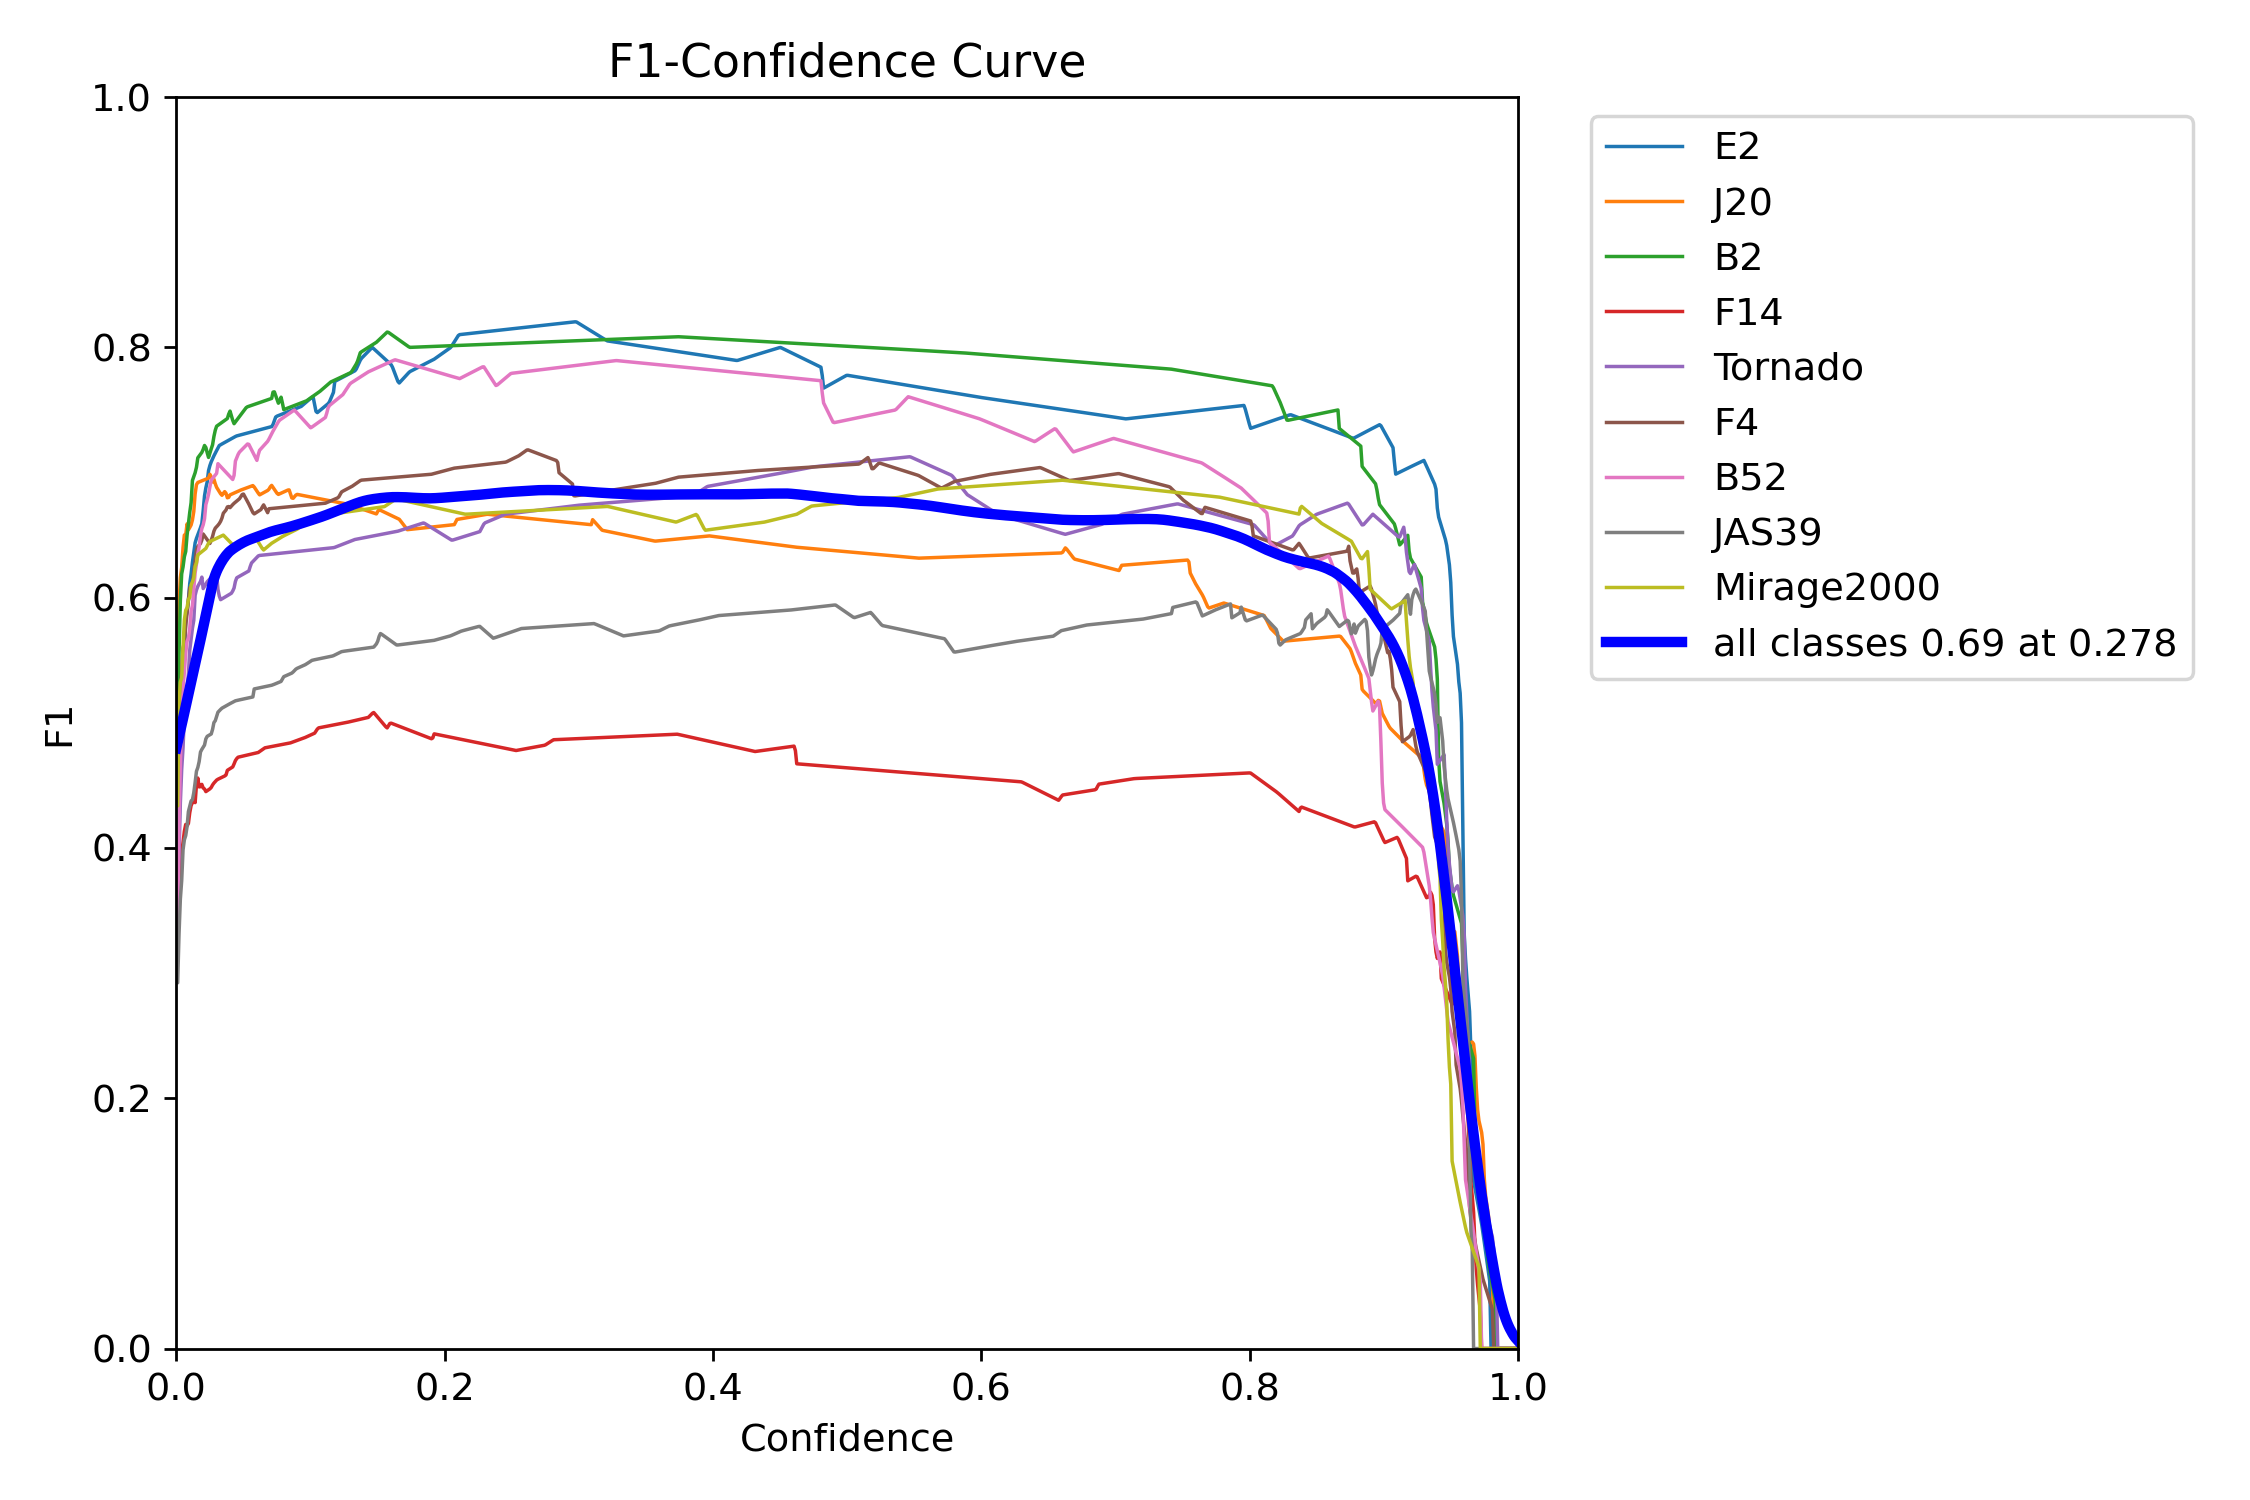 F1-Confidence Curve
1.0
0.8
0.6
0.4
0.2
0.0
F1
0.0 0.2 0.4 0.6 0.8 1.0
Confidence
E2
J20
B2
F14
Tornado
F4
B52
JAS39
Mirage2000
all classes 0.69 at 0.278